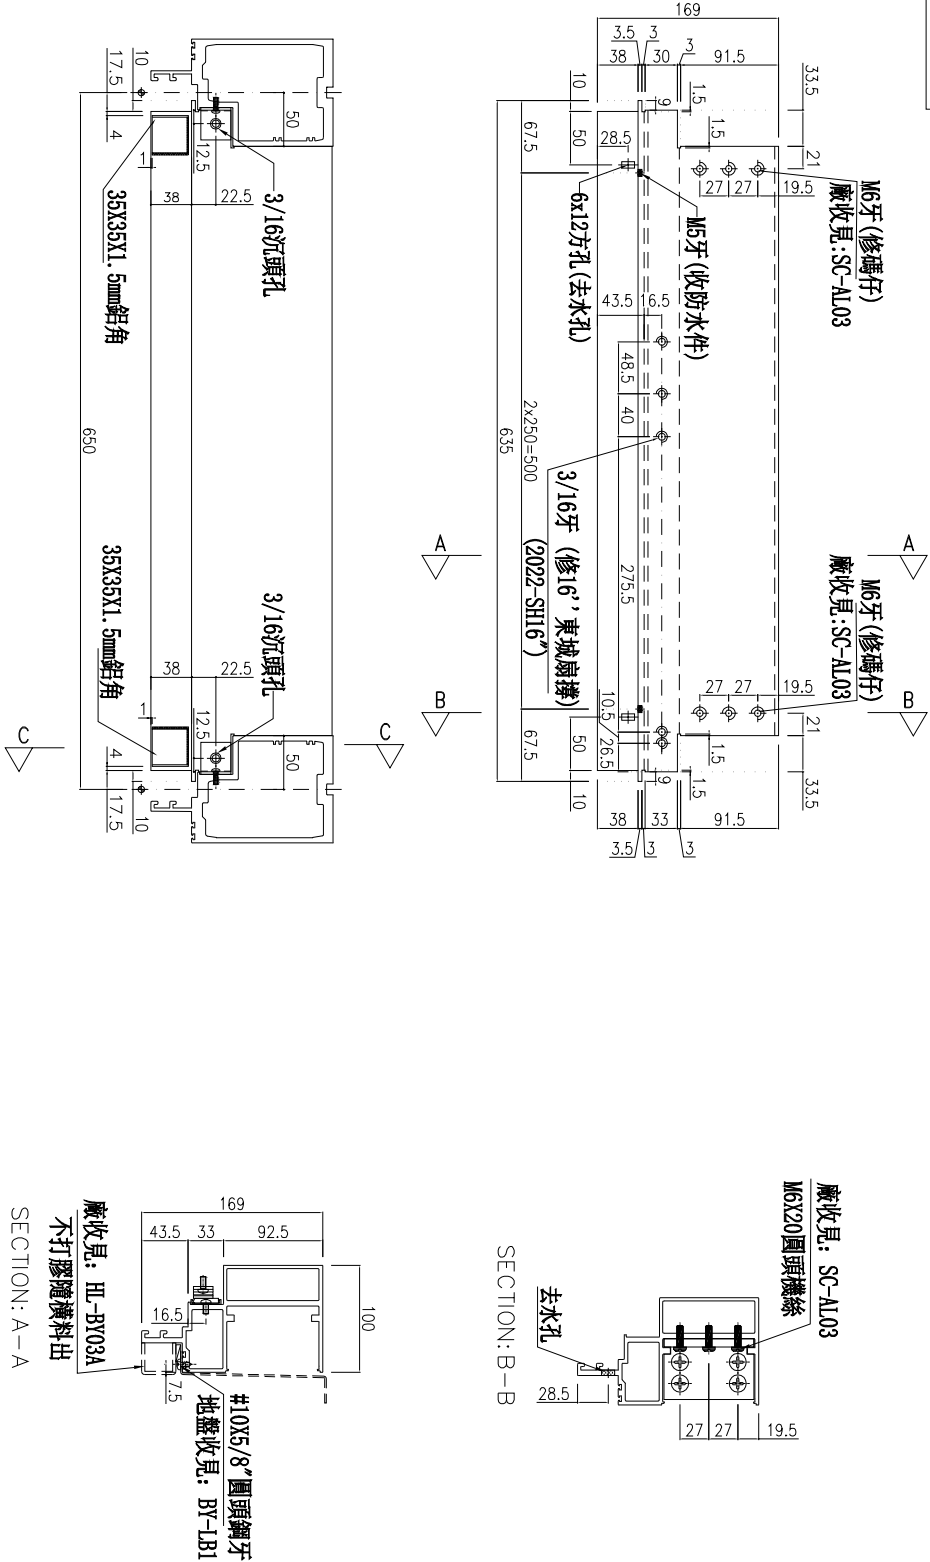 169
3.5
3
3
38
30
91.5
33.5
10
9
1.5
67.5
50
28.5
1.5
21
27
27
19.5
M6牙(修碼仔)
廠收見:SC-AL03
M5牙(收防水件)
6x12方孔(去水孔)
43.5
16.5
48.5
40
2x250=500
635
3/16牙 (修16'',東城扇撐)
(2022-SH16")
275.5
A
A
M6牙(修碼仔)
廠收見:SC-AL03
27
27
19.5
B
B
10.5
26.5
21
1.5
67.5
50
10
9
1.5
33.5
38
33
91.5
3.5
3
3
10
17.5
4
50
12.5
1
38
22.5
3/16沉頭孔
35X35X1.5mm鋁角
650
35X35X1.5mm鋁角
3/16沉頭孔
38
22.5
1
12.5
50
C
C
4
17.5
10
廠收見: SC-AL03
M6X20圓頭機絲
去水孔
28.5
27
27
19.5
SECTION:B-B
169
43.5
33
92.5
100
16.5
7.5
廠收見: HL-BY03A
不打膠隨橫料出
#10X5/8"圓頭鋼牙
地盤收見: BY-LB1
SECTION:A-A